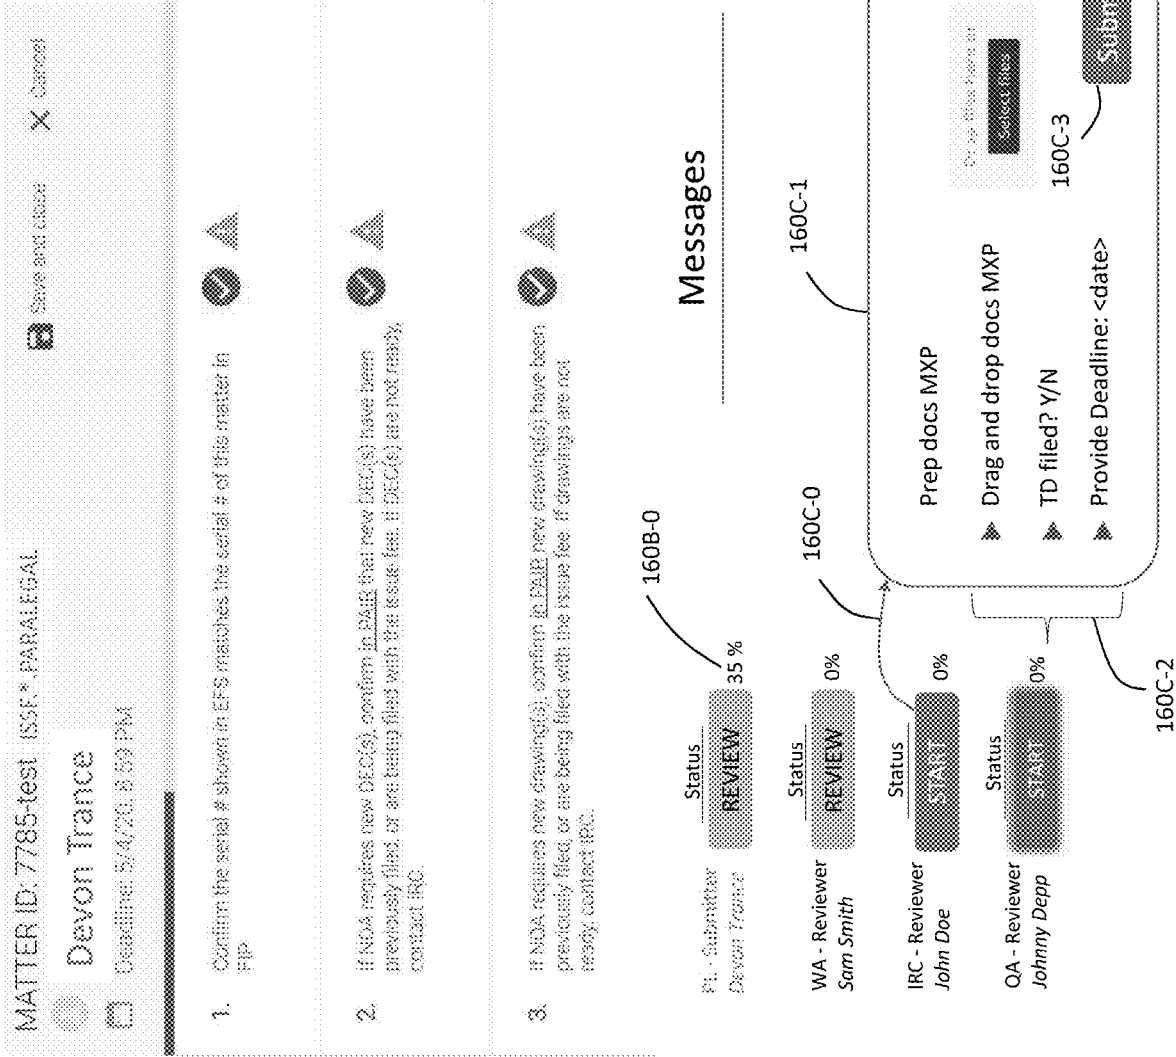 MATTER ID: 7785-test ISSF.*.PARALEGAL
Save and close
Cancel
Devon Trance
Deadline: 5/4/20, 8:59 PM
1. Confirm the serial # shown in EFS matches the serial # of this matter in
FIP
2. If NOA requires new DEC(s), confirm in PAIR that new DEC(s) have been
previously filed, or are being filed with the issue fee. If DEC(s) are not ready,
contact IRC.
3. If NOA requires new drawing(s), confirm in PAIR new drawing(s) have been
previously filed, or are being filed with the issue fee. If drawings are not
ready, contact IRC.
Messages
160B-0
Status
PL - Submitter
Devon Trance
REVIEW
35 %
Status
WA - Reviewer
Sam Smith
REVIEW
0%
160C-0
Status
IRC - Reviewer
John Doe
START
0%
Status
QA - Reviewer
Johnny Depp
START
0%
160C-2
160C-1
Prep docs MXP
Drag and drop docs MXP
TD filed? Y/N
Provide Deadline: <date>
Drop files here or
Select files
160C-3
Subm